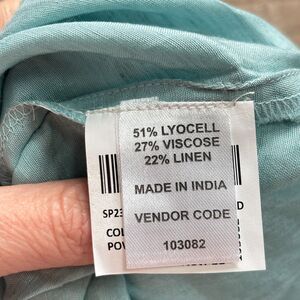 51% LYOCELL
27% VISCOSE
22% LINEN
MADE IN INDIA
VENDOR CODE
103082